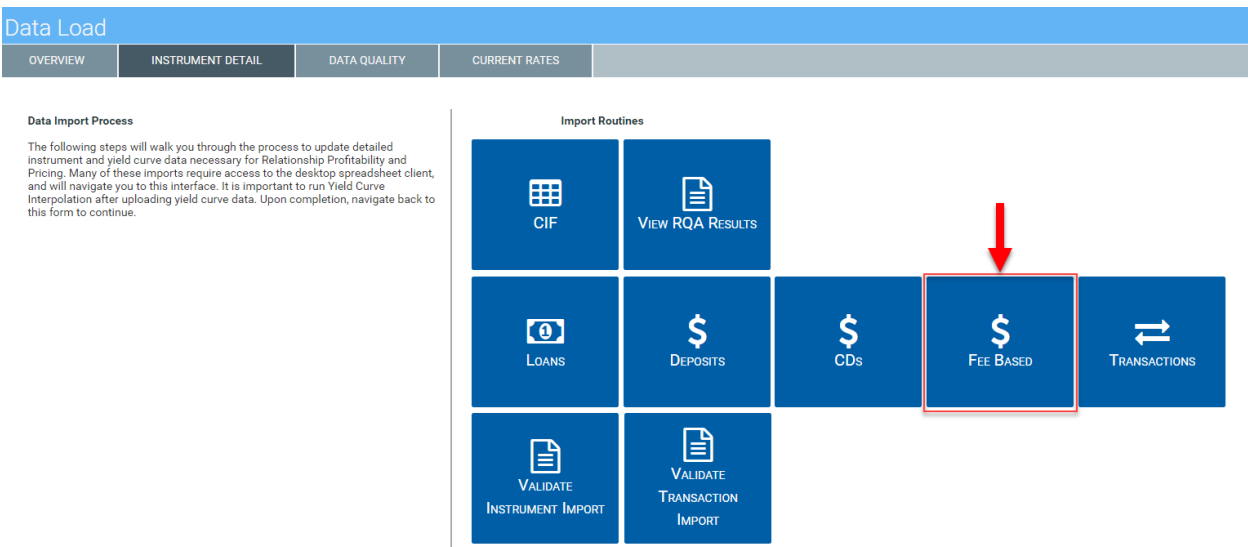 Data Load
OVERVIEW
INSTRUMENT DETAIL
DATA QUALITY
CURRENT RATES
Data Import Process
The following steps will walk you through the process to update detailed
instrument and yield curve data necessary for Relationship Profitability and
Pricing. Many of these imports require access to the desktop spreadsheet client,
and will navigate you to this interface. It is important to run Yield Curve
Interpolation after uploading yield curve data. Upon completion, navigate back to
this form to continue.
Import Routines
CIF
View RQA Results
Loans
$
Deposits
$
CDs
$
Fee Based
Transactions
Validate
Instrument Import
Validate
Transaction
Import